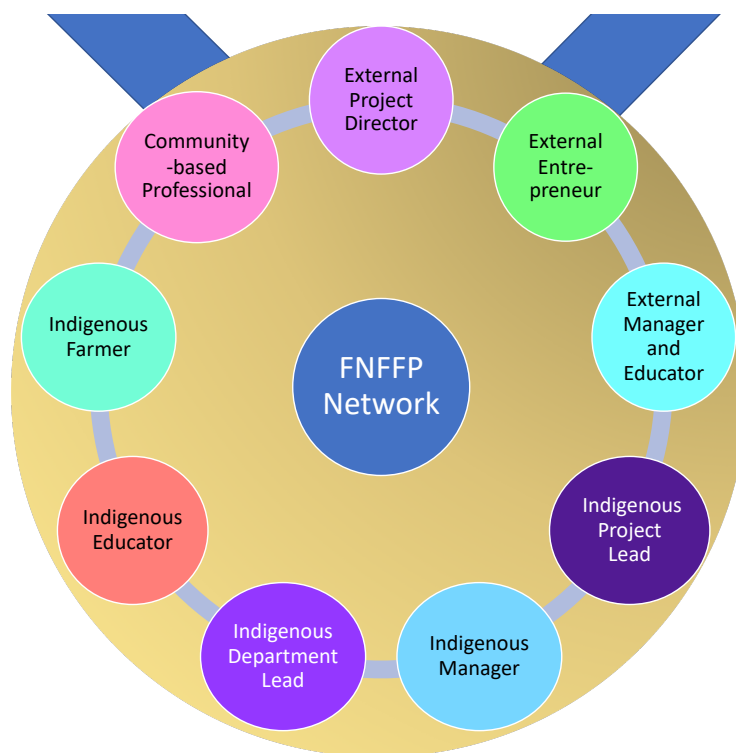 External
Project
Director
External
Entre-
preneur
External
Manager
and
Educator
Indigenous
Project
Lead
Indigenous
Manager
Indigenous
Department
Lead
Indigenous
Educator
Indigenous
Farmer
Community
-based
Professional
FNFFP
Network